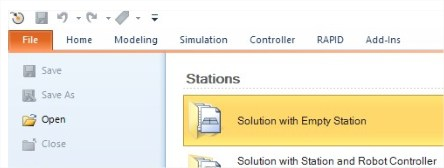 File Home Modeling Simulation Controller RAPID Add-Ins
Save
Stations
Save As
Open
Solution with Empty Station
Close
Solution with Station and Robot Controller